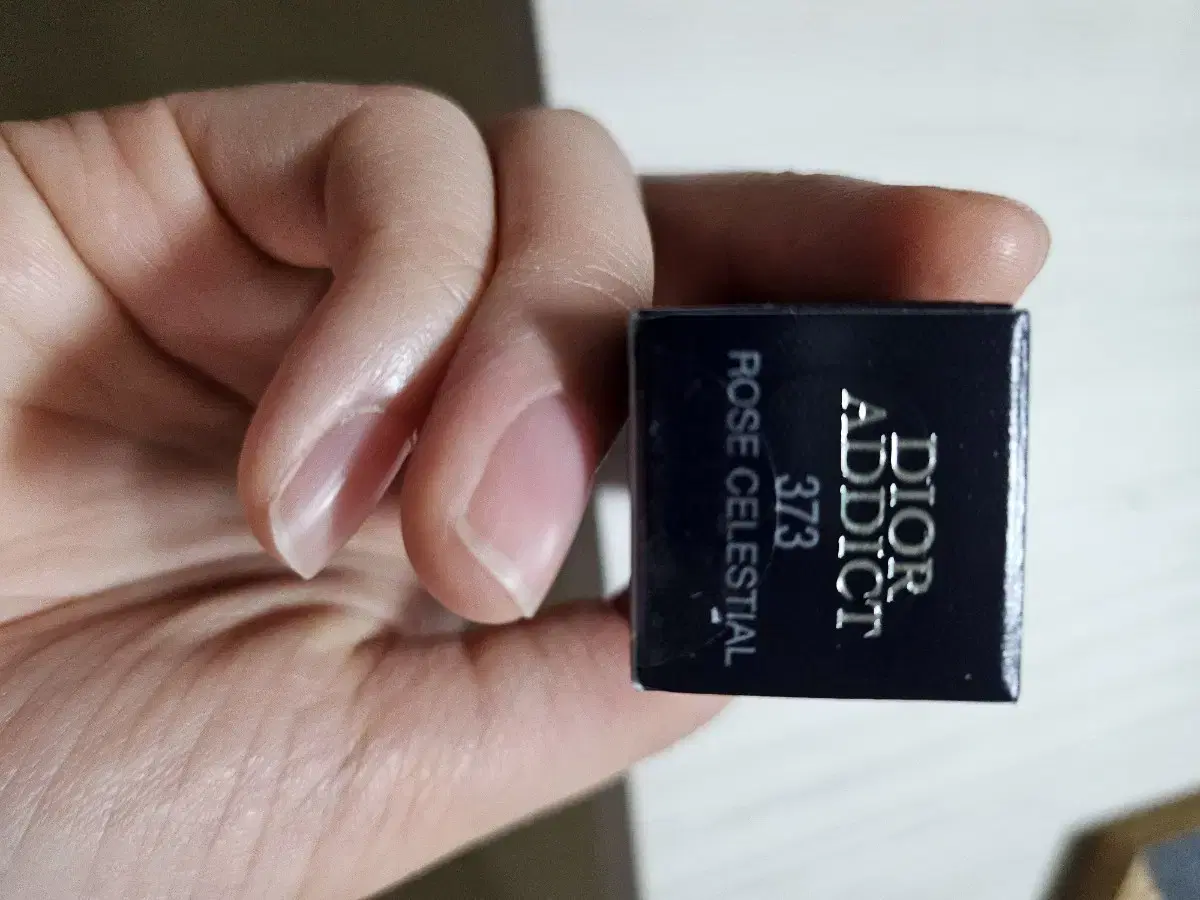 DIOR
ADDICT
373
ROSE CELESTIAL